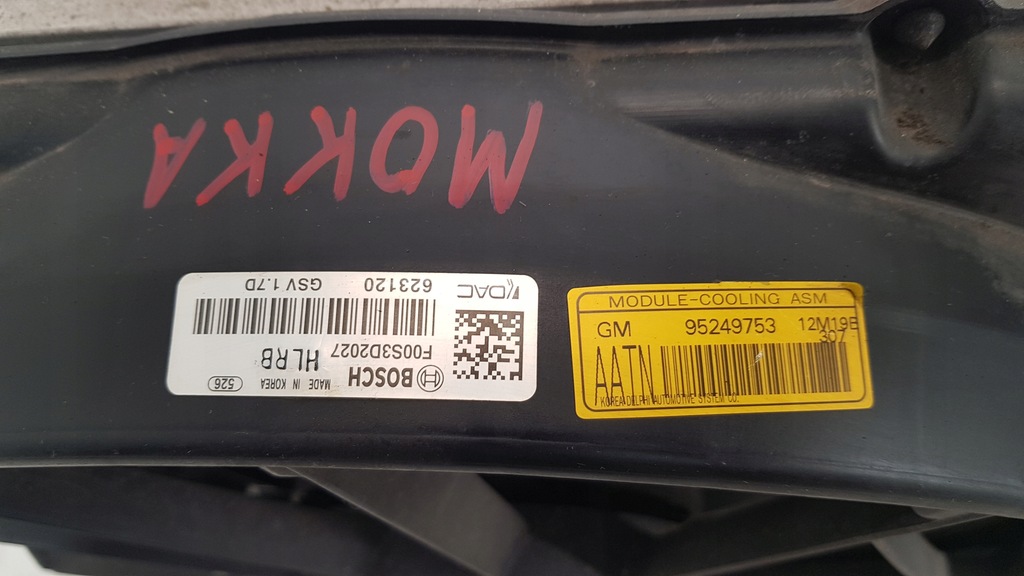 MOKKA
BOSCH
MADE IN KOREA
526
F00S3D2027
HLRB
KDAC
623120
GSV 1.7D
MODULE-COOLING ASM
GM 95249753 12M19E
307
AATN
KOREA DELPHI AUTOMOTIVE SYSTEM CO.